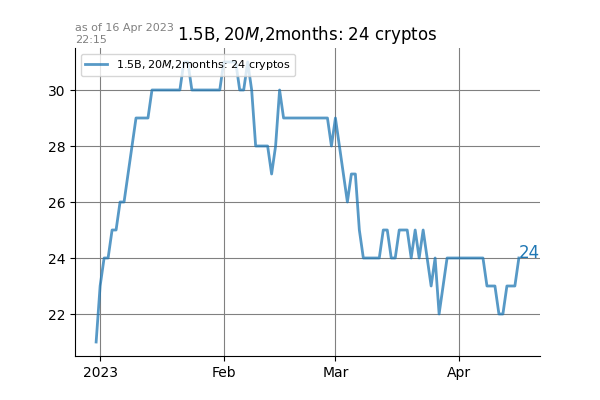 as of 16 Apr 2023
22:15
1.5B, 20M,2months: 24 cryptos
1.5B, 20M,2months: 24 cryptos
30
28
26
24
22
24
2023
Feb
Mar
Apr